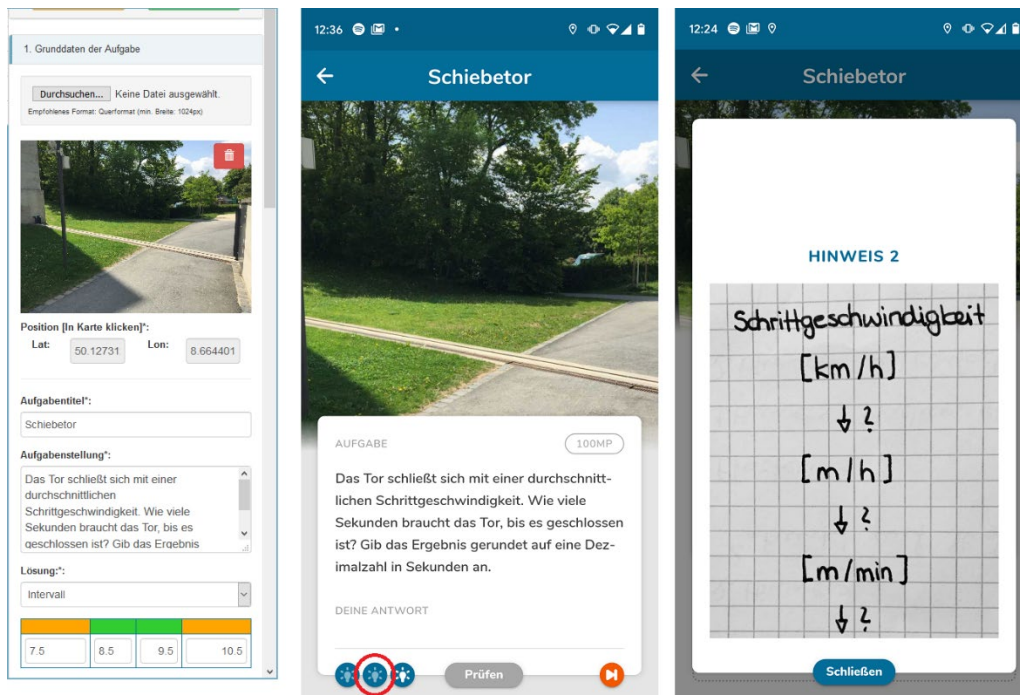 1. Grunddaten der Aufgabe
Durchsuchen... Keine Datei ausgewählt.
Empfohlenes Format: Querformat (min. Breite: 1024px)
Position [In Karte klicken]*:
Lat: 50.12731 Lon: 8.664401
Aufgabentitel*:
Schiebetor
Aufgabenstellung*:
Das Tor schließt sich mit einer
durchschnittlichen
Schrittgeschwindigkeit. Wie viele
Sekunden braucht das Tor, bis es
geschlossen ist? Gib das Ergebnis
Lösung:*:
Intervall
7.5 8.5 9.5 10.5
12:36
Schiebetor
AUFGABE 100MP
Das Tor schließt sich mit einer durchschnitt-
lichen Schrittgeschwindigkeit. Wie viele
Sekunden braucht das Tor, bis es geschlossen
ist? Gib das Ergebnis gerundet auf eine Dez-
imalzahl in Sekunden an.
DEINE ANTWORT
Prüfen
12:24
Schiebetor
HINWEIS 2
Schrittgeschwindigkeit
[km/h]
↓ ?
[m/h]
↓ ?
[m/min]
↓ ?
Schließen